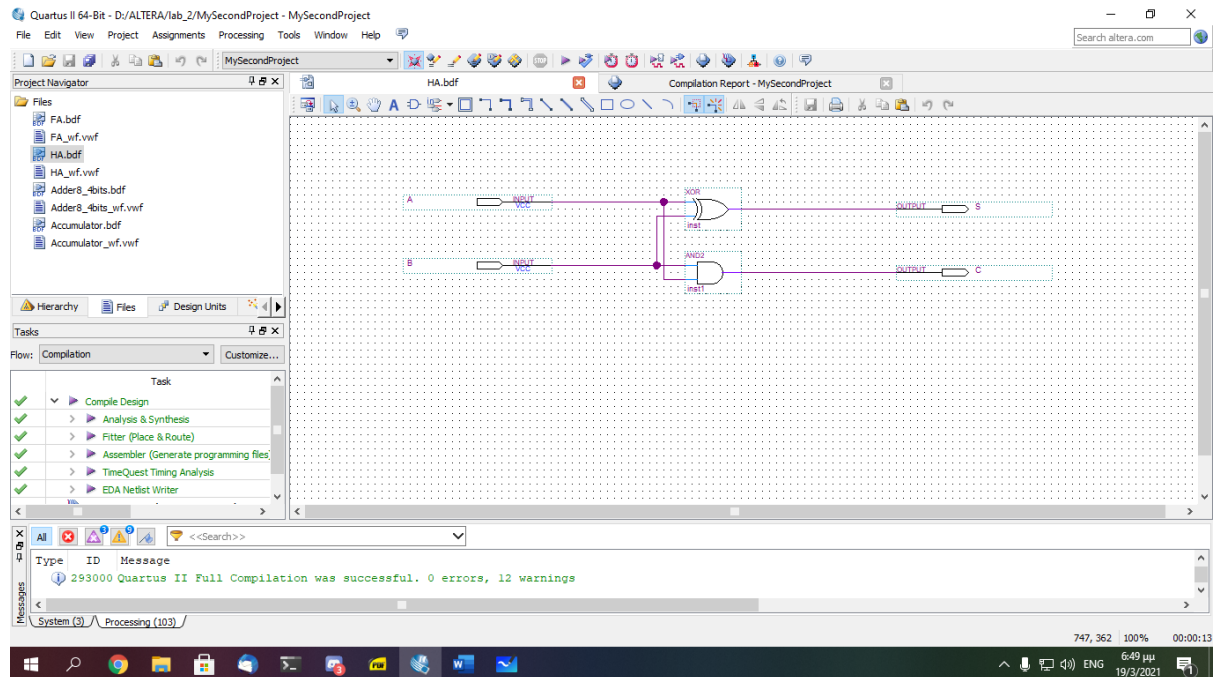 Quartus II 64-Bit - D:/ALTERA/lab_2/MySecondProject - MySecondProject
File Edit View Project Assignments Processing Tools Window Help
Search altera.com
MySecondProject
Project Navigator
HA.bdf
Compilation Report - MySecondProject
Files
FA.bdf
FA_wf.vwf
HA.bdf
HA_wf.vwf
Adder8_4bits.bdf
Adder8_4bits_wf.vwf
Accumulator.bdf
Accumulator_wf.vwf
Hierarchy Files Design Units
A INPUT VCC
XOR
inst
OUTPUT S
B INPUT VCC
AND2
inst1
OUTPUT C
Tasks
Flow: Compilation Customize...
Task
Compile Design
Analysis & Synthesis
Fitter (Place & Route)
Assembler (Generate programming files)
TimeQuest Timing Analysis
EDA Netlist Writer
All 3 9 <<Search>>
Type ID Message
293000 Quartus II Full Compilation was successful. 0 errors, 12 warnings
Messages
System (3) Processing (103)
747, 362 100% 00:00:13
ENG 6:49 μμ
19/3/2021